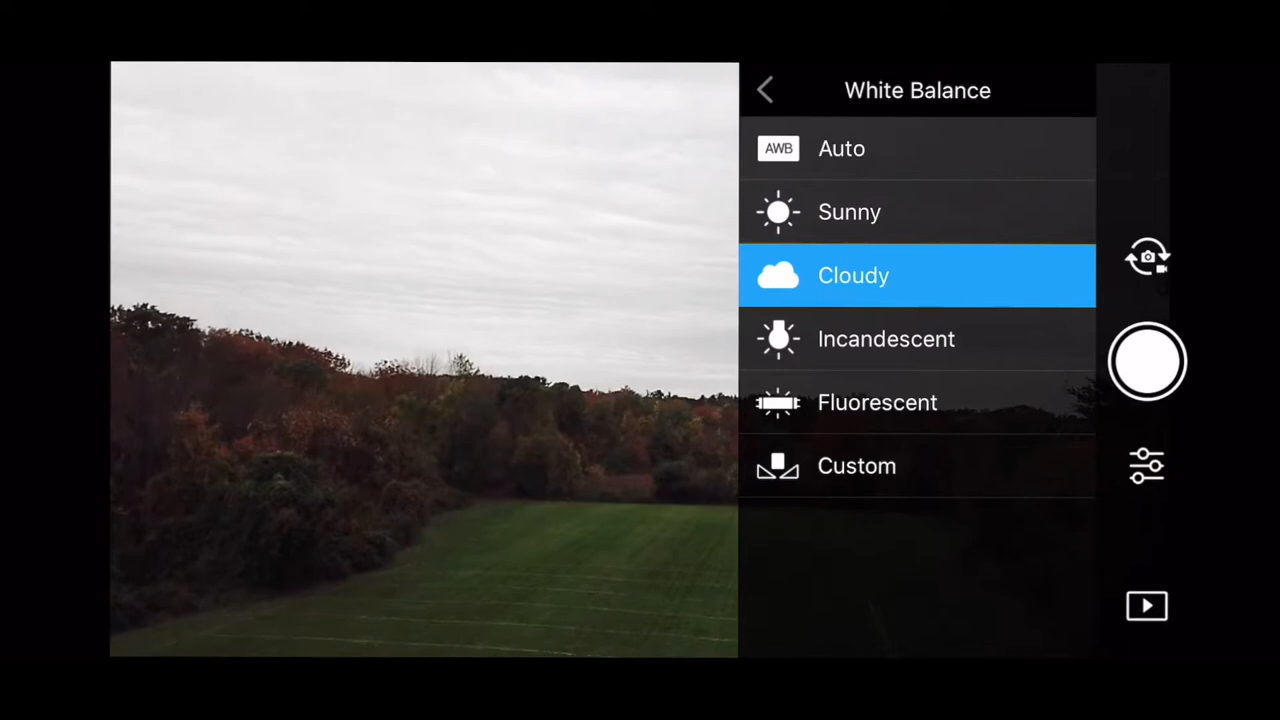 White Balance
AWB Auto
Sunny
Cloudy
Incandescent
Fluorescent
Custom